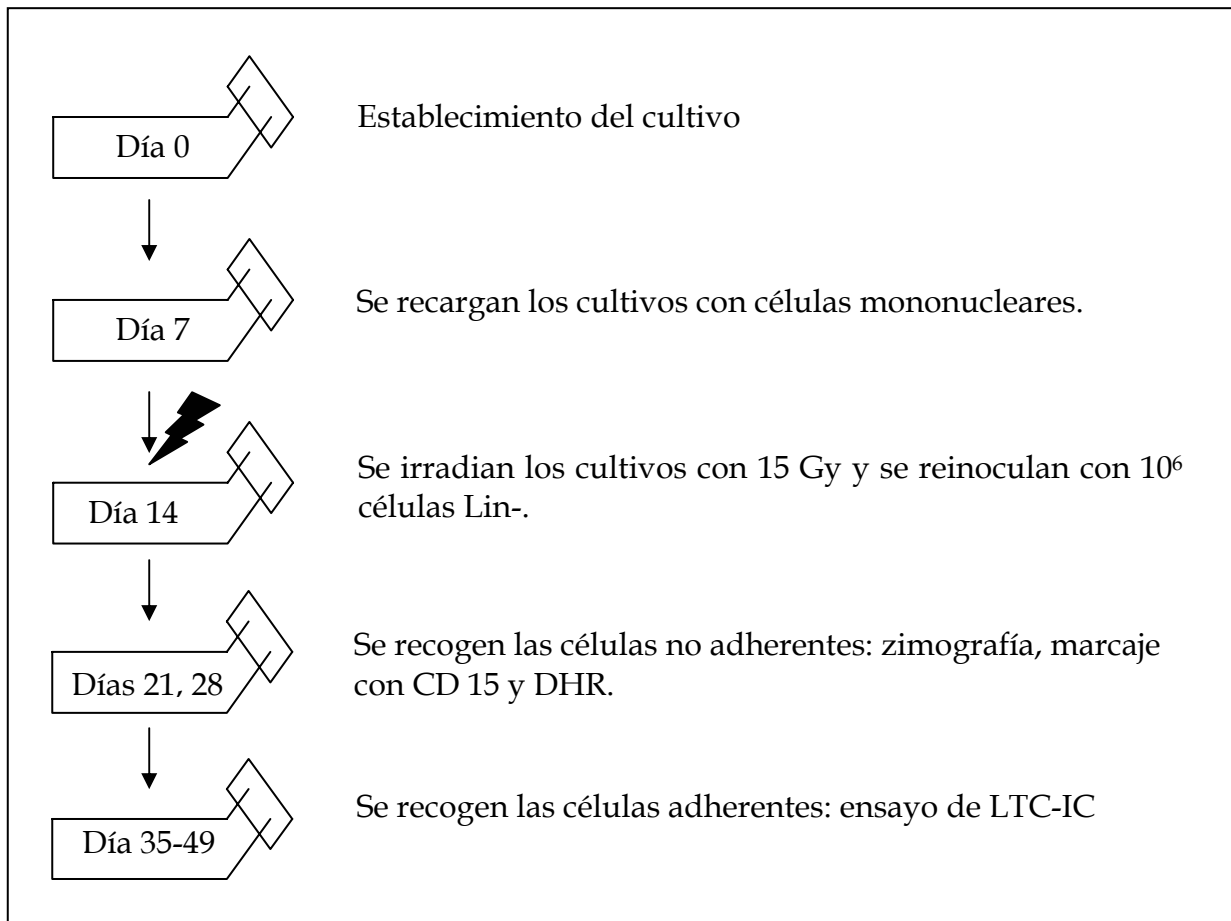 Día 0
Establecimiento del cultivo
Día 7
Se recargan los cultivos con células mononucleares.
Día 14
Se irradian los cultivos con 15 Gy y se reinoculan con 10⁶
células Lin-.
Días 21, 28
Se recogen las células no adherentes: zimografía, marcaje
con CD 15 y DHR.
Día 35-49
Se recogen las células adherentes: ensayo de LTC-IC